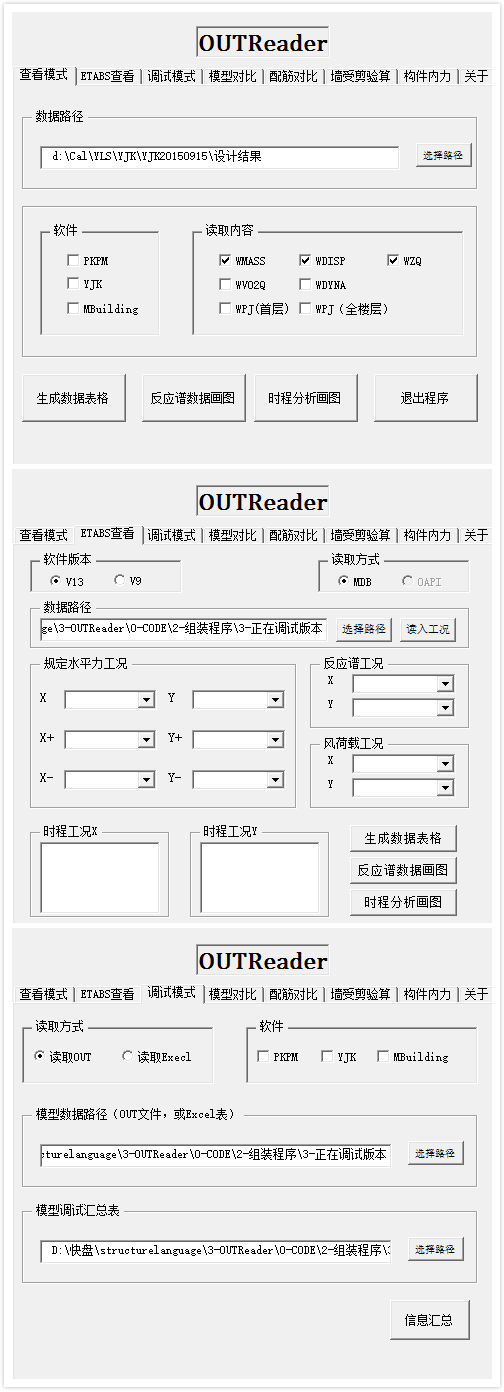 OUTReader
查看模式 ETABS查看 调试模式 模型对比 配筋对比 墙受剪验算 构件内力 关于
数据路径
d:\Cal\YLS\YJK\YJK20150915\设计结果 选择路径
软件 读取内容
PKPM WMASS WDISP WZQ
YJK WV02Q WDYNA
MBuilding WPJ(首层) WPJ（全楼层）
生成数据表格 反应谱数据画图 时程分析画图 退出程序
OUTReader
查看模式 ETABS查看 调试模式 模型对比 配筋对比 墙受剪验算 构件内力 关于
软件版本 读取方式
V13 V9 MDB OAPI
数据路径
ge\3-OUTReader\0-CODE\2-组装程序\3-正在调试版本 选择路径 读入工况
规定水平力工况 反应谱工况
X Y X
Y
X+ Y+ 风荷载工况
X
X- Y- Y
时程工况X 时程工况Y 生成数据表格
反应谱数据画图
时程分析画图
OUTReader
查看模式 ETABS查看 调试模式 模型对比 配筋对比 墙受剪验算 构件内力 关于
读取方式 软件
读取OUT 读取Execl PKPM YJK MBuilding
模型数据路径（OUT文件，或Excel表）
cturelanguage\3-OUTReader\0-CODE\2-组装程序\3-正在调试版本 选择路径
模型调试汇总表
D:\快盘\structurelanguage\3-OUTReader\0-CODE\2-组装程序\3 选择路径
信息汇总